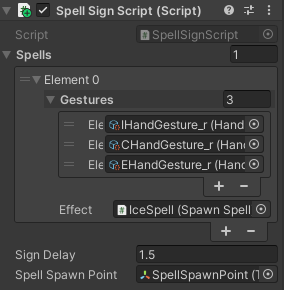 Spell Sign Script (Script)
Script SpellSignScript
Spells 1
Element 0
Gestures 3
Ele IHandGesture_r (Hand
Ele CHandGesture_r (Hand
Ele EHandGesture_r (Hand
+ −
Effect IceSpell (Spawn Spell
+ −
Sign Delay 1.5
Spell Spawn Point SpellSpawnPoint (T